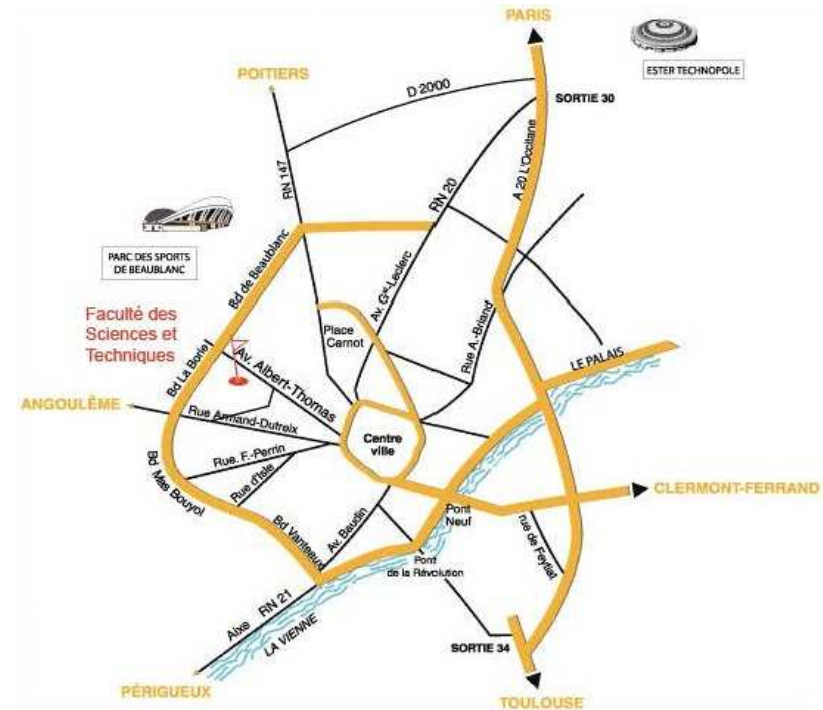 PARIS
ESTER TECHNOPOLE
POITIERS
D 2000
SORTIE 30
RN 147
A 20 L'Occitane
RN 20
PARC DES SPORTS
DE BEAUBLANC
Bd de Beaublanc
Av. Gal-Leclerc
Faculté des
Sciences et
Techniques
Place
Carnot
Rue A.-Briand
LE PALAIS
Bd La Borie
Av. Albert-Thomas
ANGOULÊME
Rue Armand-Dutreix
Centre
ville
Rue. F.-Perrin
Bd Mas Bouyol
Rue d'Isle
CLERMONT-FERRAND
Pont
Neuf
Bd Vanteaux
Av. Baudin
rue de Feytiat
Pont
de la Révolution
Aixe RN 21
LA VIENNE
SORTIE 34
PÉRIGUEUX
TOULOUSE